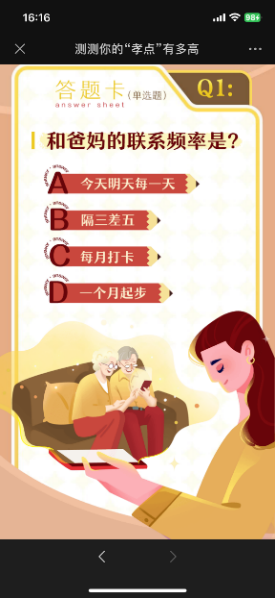 16:16
98
测测你的“孝点”有多高
答题卡(单选题)
answer sheet
Q1:
和爸妈的联系频率是?
A 今天明天每一天
B 隔三差五
C 每月打卡
D 一个月起步